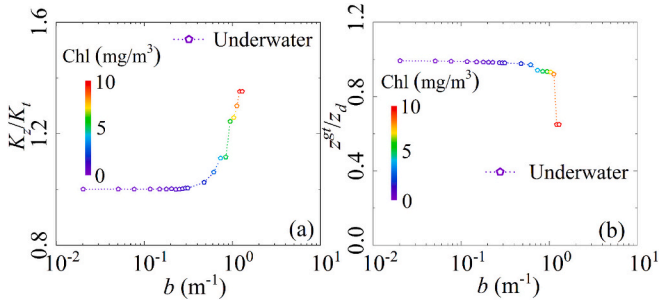 1.6
Underwater
Chl (mg/m³)
10
5
0
K_z/K_t
1.2
0.8
10⁻² 10⁻¹ 10⁰ 10¹
b (m⁻¹)
(a)
1.2
Chl (mg/m³)
10
5
0
z^{gt}/z_d
0.8
0.4
Underwater
0.0
10⁻² 10⁻¹ 10⁰ 10¹
b (m⁻¹)
(b)